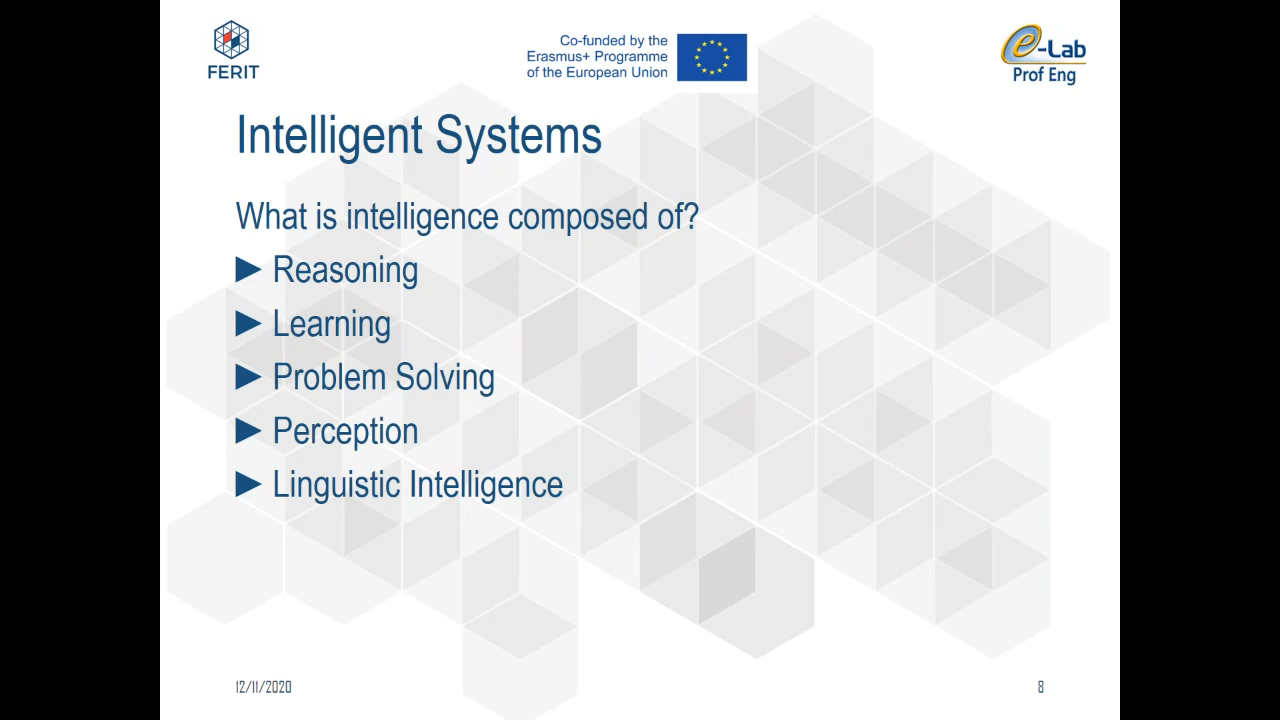 FERIT
Co-funded by the
Erasmus+ Programme
of the European Union
e-Lab
Prof Eng
Intelligent Systems
What is intelligence composed of?
► Reasoning
► Learning
► Problem Solving
► Perception
► Linguistic Intelligence
12/11/2020
8